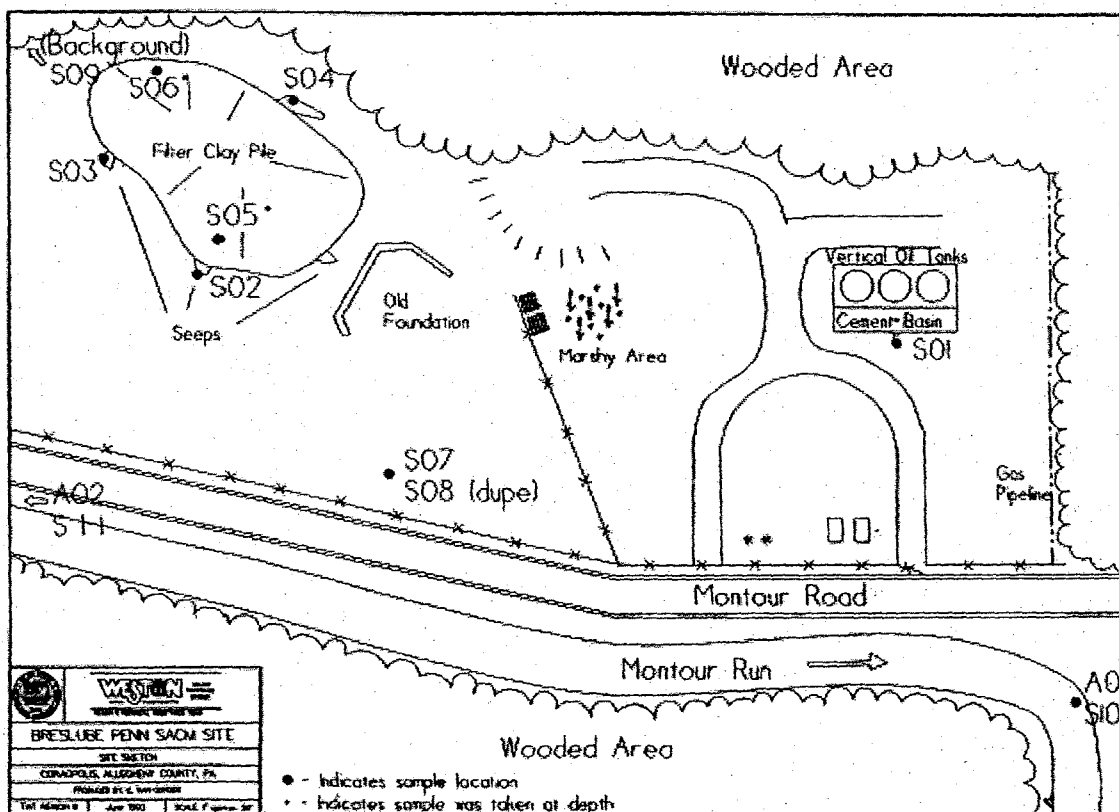 (Background)
S09
S06
S04
Wooded Area
Filter Clay Pile
S03
S05
S02
Seeps
Old
Foundation
Marshy Area
Vertical Oil Tanks
Cement Basin
S01
S07
S08 (dupe)
A02
S11
Gas
Pipeline
Montour Road
Montour Run
A0
S10
Wooded Area
WESTON
BRESLUBE PENN SACM SITE
SITE SKETCH
CORAOPOLIS, ALLEGHENY COUNTY, PA
- Indicates sample location
- Indicates sample was taken at depth